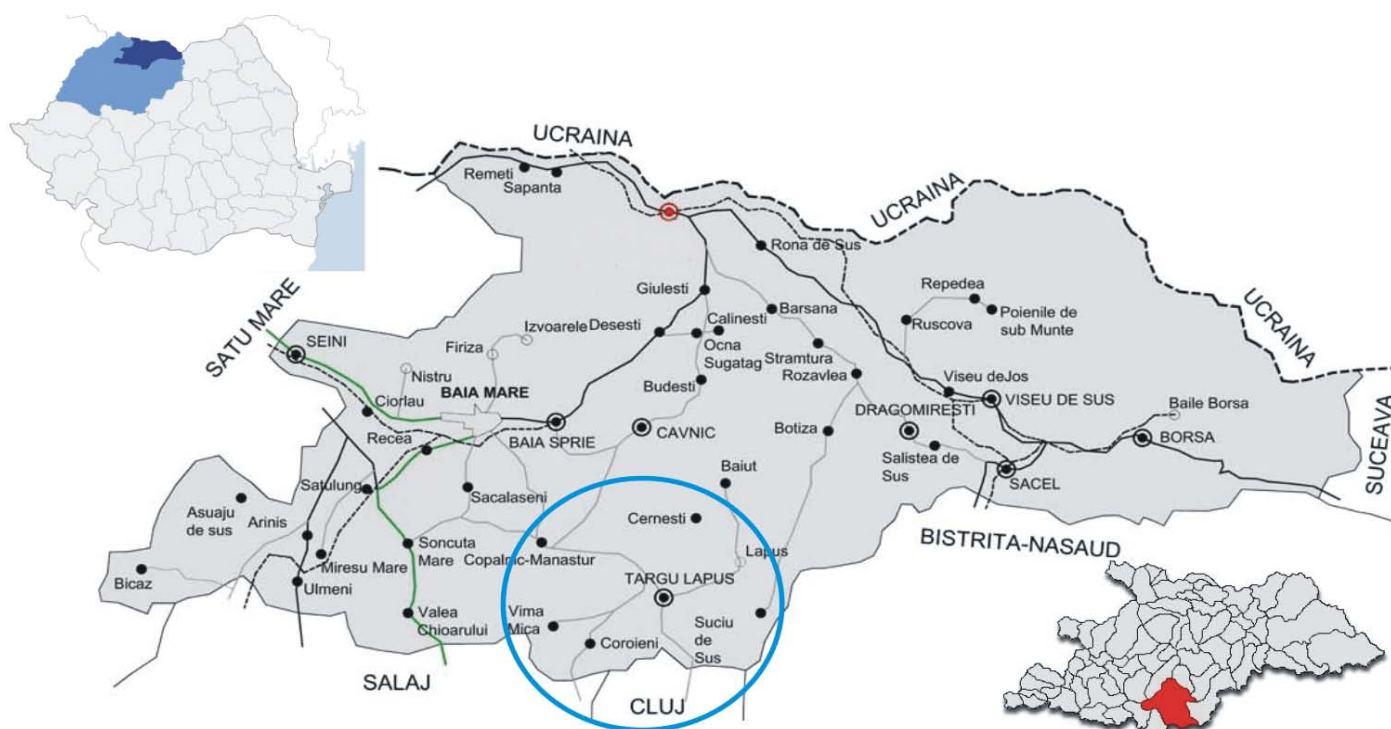 UCRAINA
Remeti
Sapanta
UCRAINA
Rona de Sus
Repedea
Giulesti
Poienile de
sub Munte
Barsana
UCRAINA
Izvoarele
Desesti
Calinesti
Ruscova
SATU MARE
SEINI
Firiza
Ocna
Sugatag
Stramtura
Nistru
Rozavlea
Viseu deJos
BAIA MARE
Budesti
VISEU DE SUS
Ciorlau
DRAGOMIRESTI
Baile Borsa
BAIA SPRIE
CAVNIC
Botiza
BORSA
Recea
Salistea de
Sus
SACEL
SUCEAVA
Baiut
Satulung
Sacalaseni
Asuaju
de sus
Arinis
Cernesti
BISTRITA-NASAUD
Soncuta
Mare
Copalnic-Manastur
Lapus
Miresu Mare
Bicaz
Ulmeni
TARGU LAPUS
Valea
Chioarului
Vima
Mica
Suciu
de
Sus
Coroieni
SALAJ
CLUJ